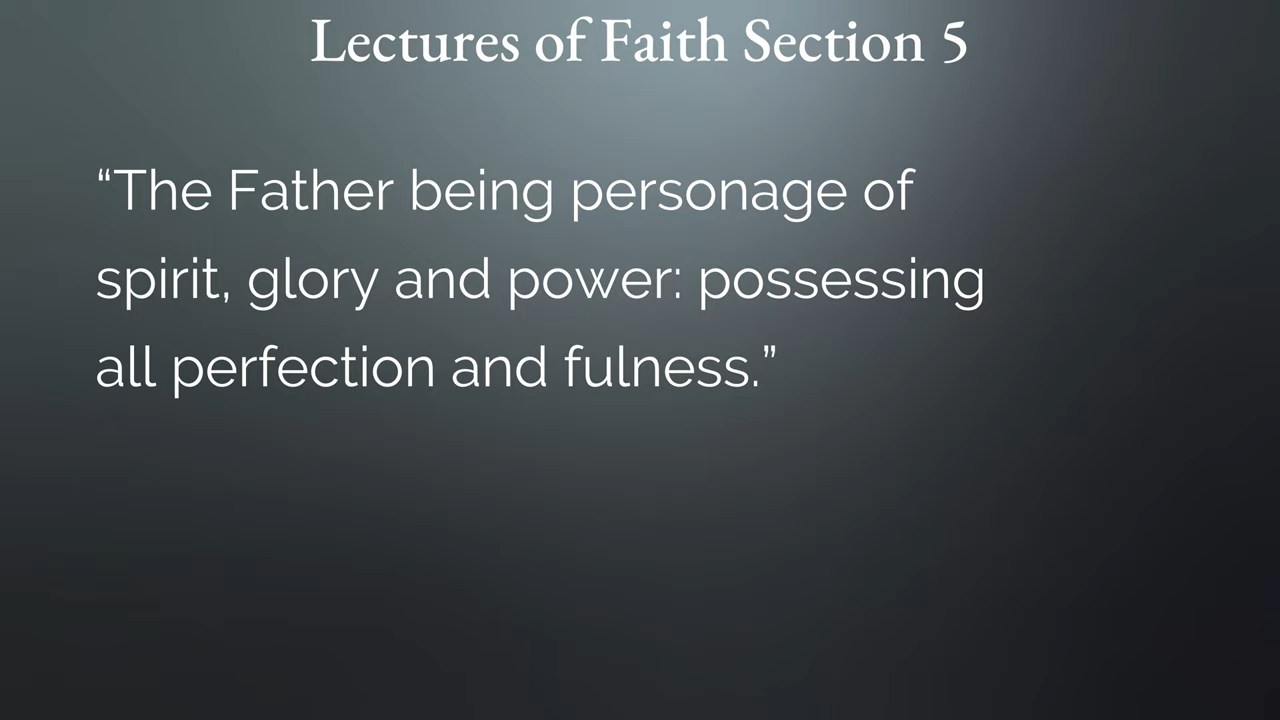 Lectures of Faith Section 5
“The Father being personage of
spirit, glory and power: possessing
all perfection and fulness.”